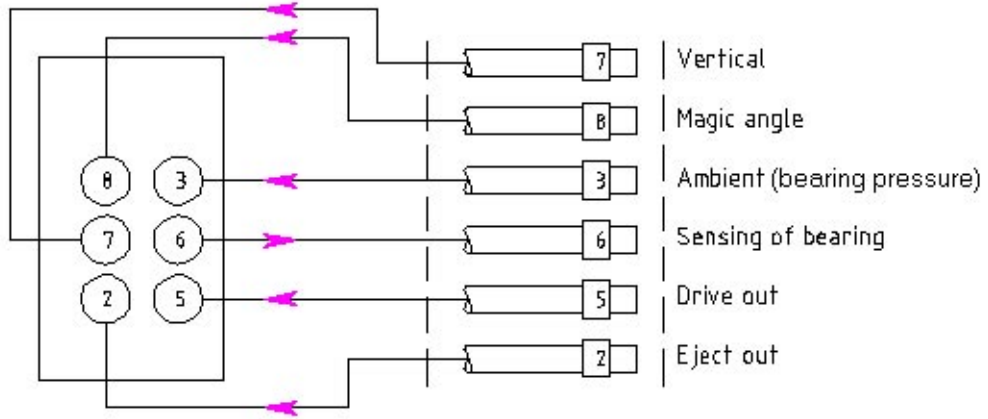 7 Vertical
8 Magic angle
8 3 3 Ambient (bearing pressure)
7 6 6 Sensing of bearing
2 5 5 Drive out
2 Eject out